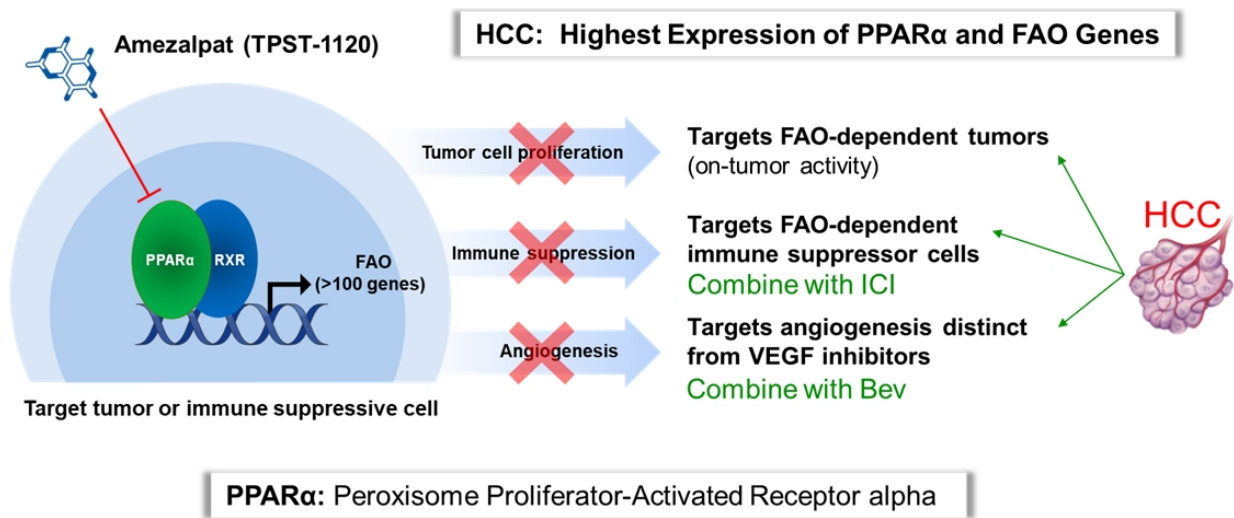 Amezalpat (TPST-1120)
HCC:  Highest Expression of PPARα and FAO Genes
PPARα
RXR
FAO
(>100 genes)
Target tumor or immune suppressive cell
Tumor cell proliferation
Immune suppression
Angiogenesis
Targets FAO-dependent tumors
(on-tumor activity)
Targets FAO-dependent
immune suppressor cells
Combine with ICI
Targets angiogenesis distinct
from VEGF inhibitors
Combine with Bev
HCC
PPARα: Peroxisome Proliferator-Activated Receptor alpha